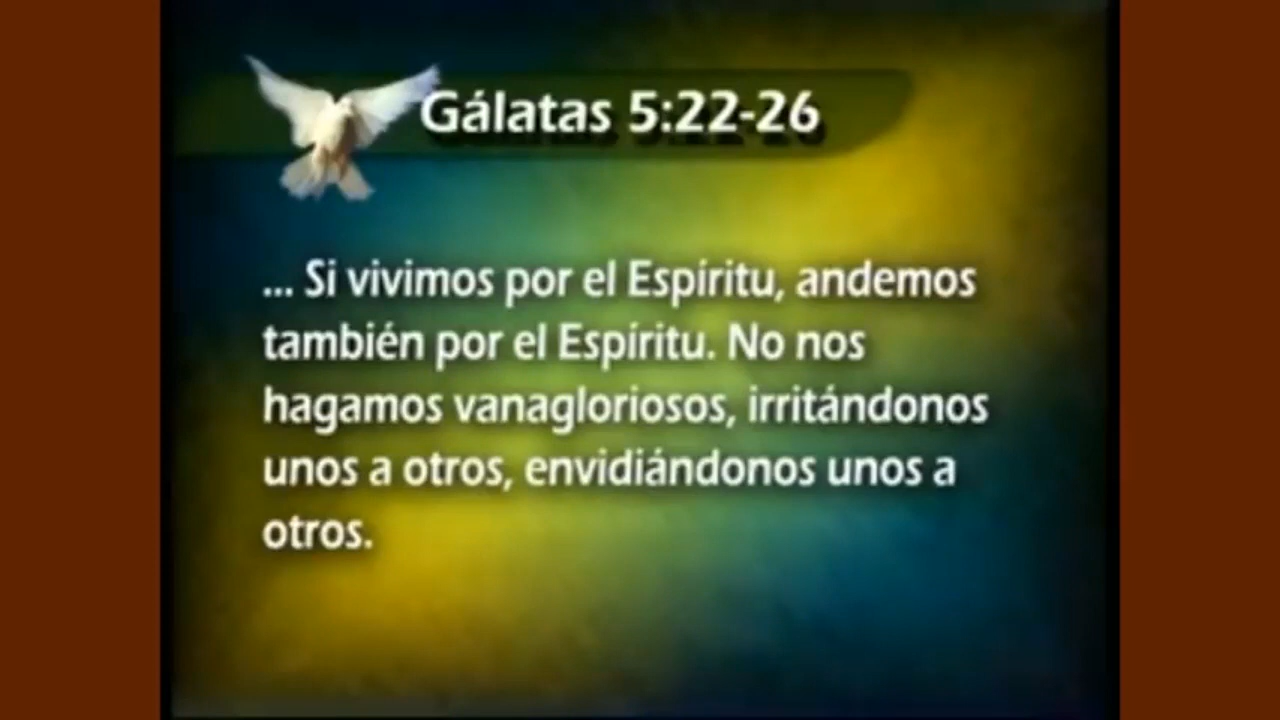 Gálatas 5:22-26
... Si vivimos por el Espíritu, andemos
también por el Espíritu. No nos
hagamos vanagloriosos, irritándonos
unos a otros, envidiándonos unos a
otros.